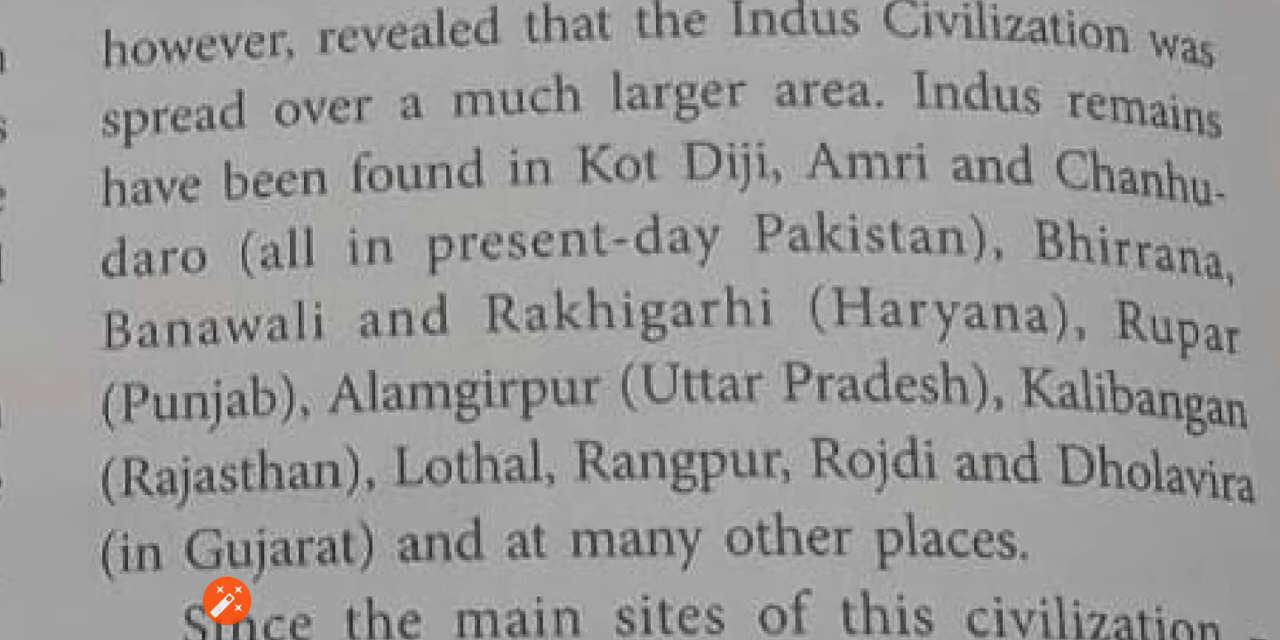 however, revealed that the Indus Civilization was
spread over a much larger area. Indus remains
have been found in Kot Diji, Amri and Chanhu-
daro (all in present-day Pakistan), Bhirrana,
Banawali and Rakhigarhi (Haryana), Rupar
(Punjab), Alamgirpur (Uttar Pradesh), Kalibangan
(Rajasthan), Lothal, Rangpur, Rojdi and Dholavira
(in Gujarat) and at many other places.
Since the main sites of this civilization